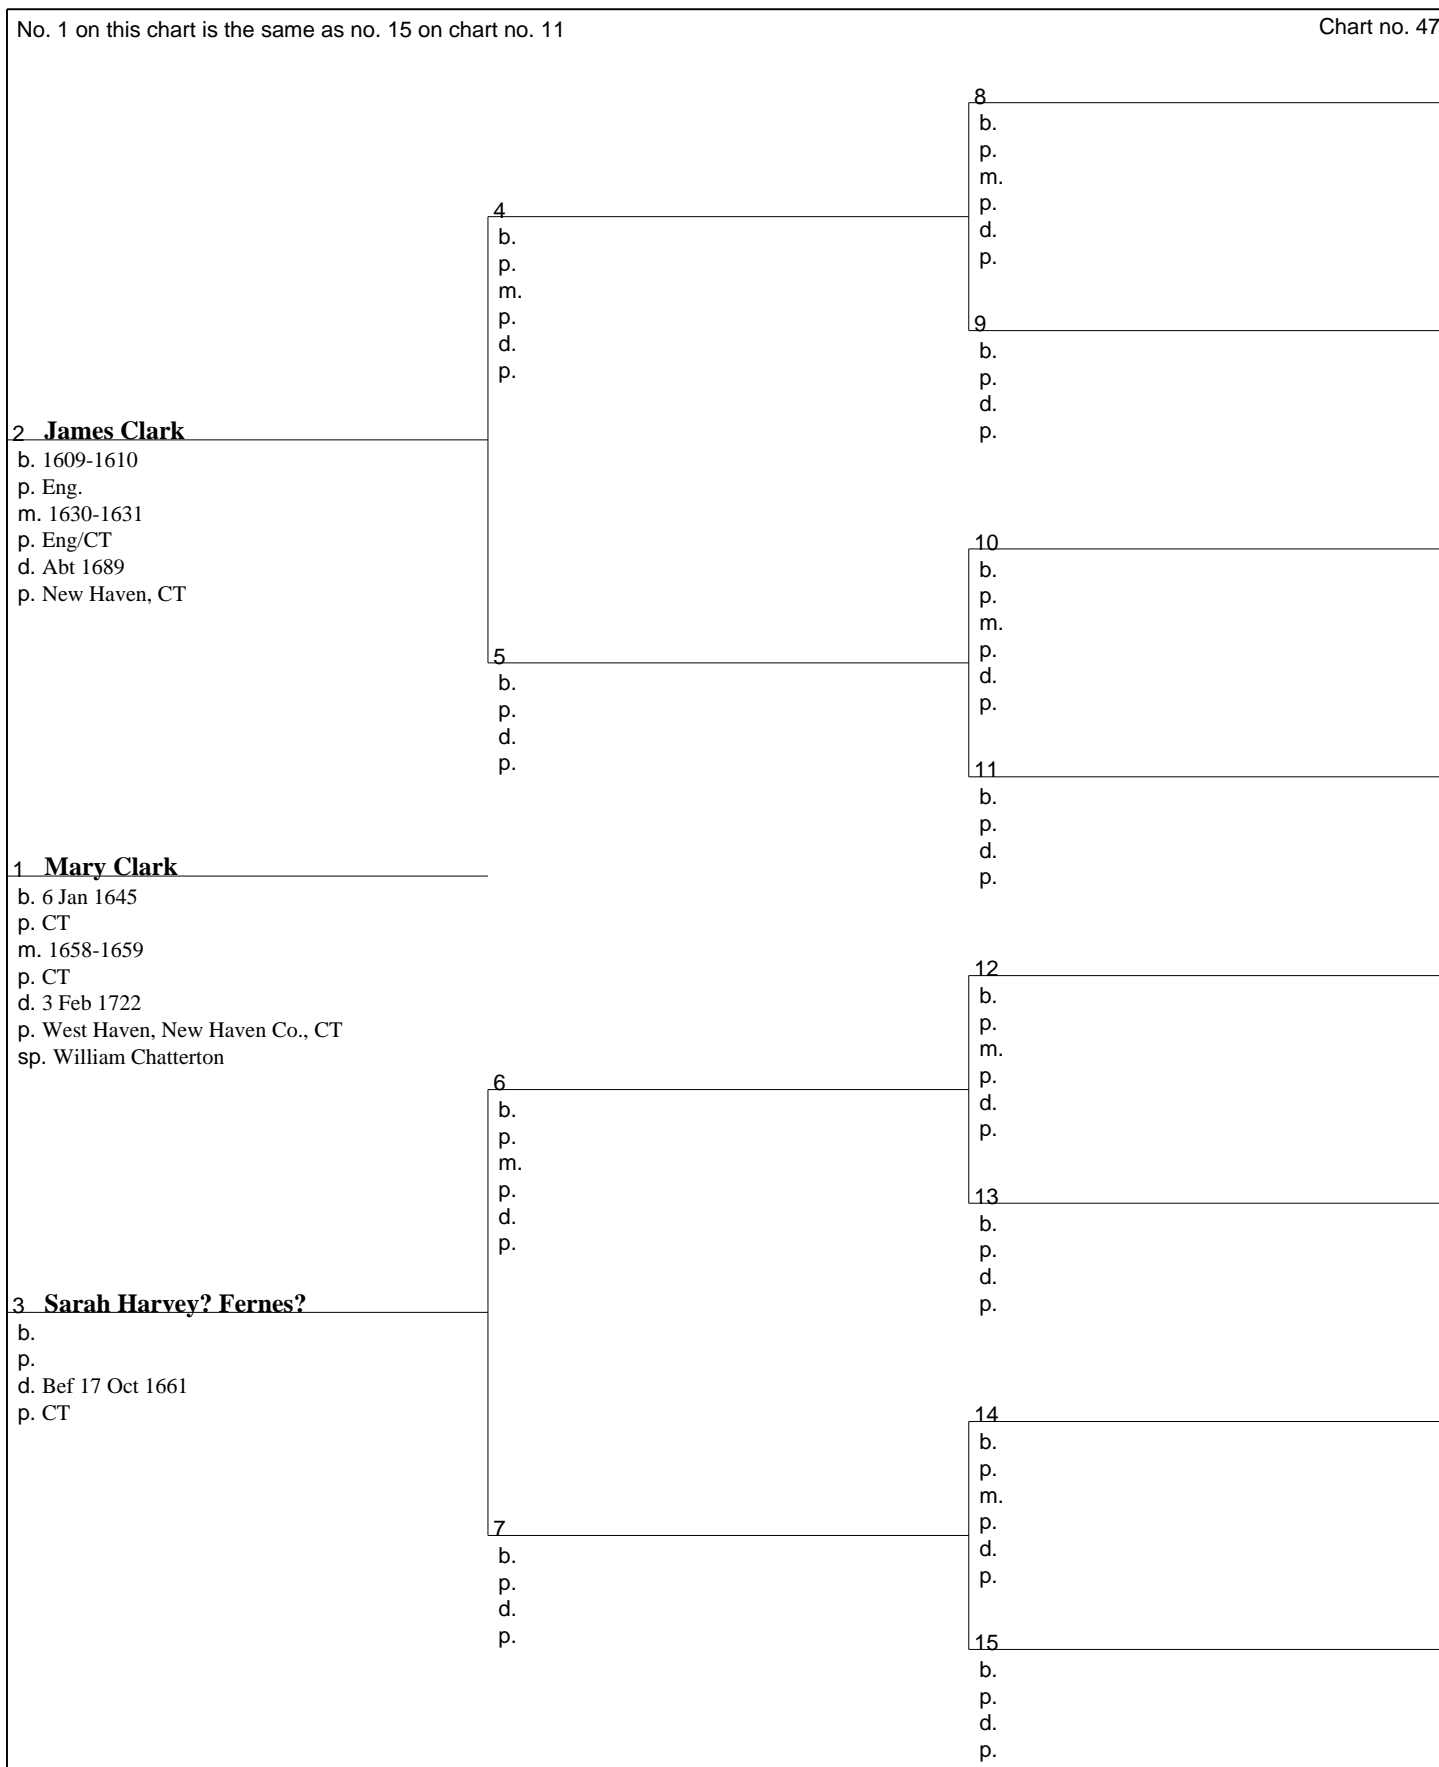 No. 1 on this chart is the same as no. 15 on chart no. 11
Chart no. 47
8
b.
p.
m.
p.
d.
p.
4
b.
p.
m.
p.
d.
p.
9
b.
p.
d.
p.
2 James Clark
b. 1609-1610
p. Eng.
m. 1630-1631
p. Eng/CT
d. Abt 1689
p. New Haven, CT
10
b.
p.
m.
p.
d.
p.
5
b.
p.
d.
p.
11
b.
p.
d.
p.
1 Mary Clark
b. 6 Jan 1645
p. CT
m. 1658-1659
p. CT
d. 3 Feb 1722
p. West Haven, New Haven Co., CT
sp. William Chatterton
12
b.
p.
m.
p.
d.
p.
6
b.
p.
m.
p.
d.
p.
13
b.
p.
d.
p.
3 Sarah Harvey? Fernes?
b.
p.
d. Bef 17 Oct 1661
p. CT
14
b.
p.
m.
p.
d.
p.
7
b.
p.
d.
p.
15
b.
p.
d.
p.